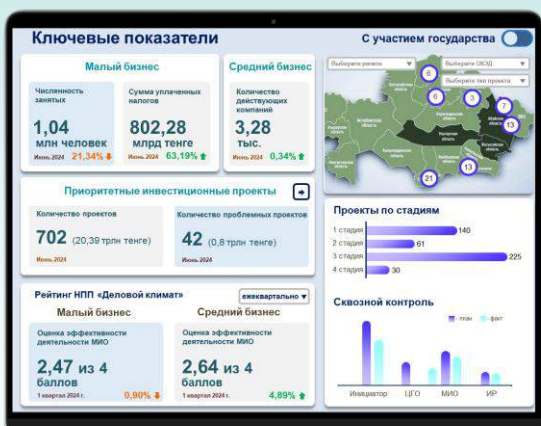 Ключевые показатели
С участием государства
Малый бизнес
Средний бизнес
Численность
занятых
1,04
млн человек
Июнь 2024 21,34%
Сумма уплаченных
налогов
802,28
млрд тенге
Июнь 2024 63,19%
Количество
действующих
компаний
3,28
тыс.
Июнь 2024 0,34%
Выберите регион
Выберите ОКЭД
Выберите тип проекта
6
6
3
7
13
13
21
Приоритетные инвестиционные проекты
Количество проектов
702 (20,39 трлн тенге)
Июнь 2024
Количество проблемных проектов
42 (0,8 трлн тенге)
Июнь 2024
Проекты по стадиям
1 стадия 140
2 стадия 61
3 стадия 225
4 стадия 30
Рейтинг НПП «Деловой климат»
ежеквартально
Малый бизнес
Средний бизнес
Оценка эффективности
деятельности МИО
2,47 из 4
баллов
1 квартал 2024 г. 0,90%
Оценка эффективности
деятельности МИО
2,64 из 4
баллов
1 квартал 2024 г. 4,89%
Сквозной контроль
- план - факт
Инициатор ЦГО МИО ИР